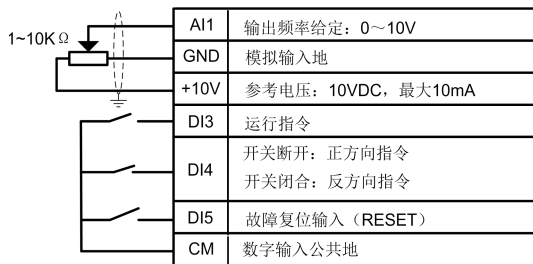 1~10KΩ
AI1 输出频率给定：0～10V
GND 模拟输入地
+10V 参考电压：10VDC，最大10mA
DI3 运行指令
DI4 开关断开：正方向指令
开关闭合：反方向指令
DI5 故障复位输入（RESET）
CM 数字输入公共地